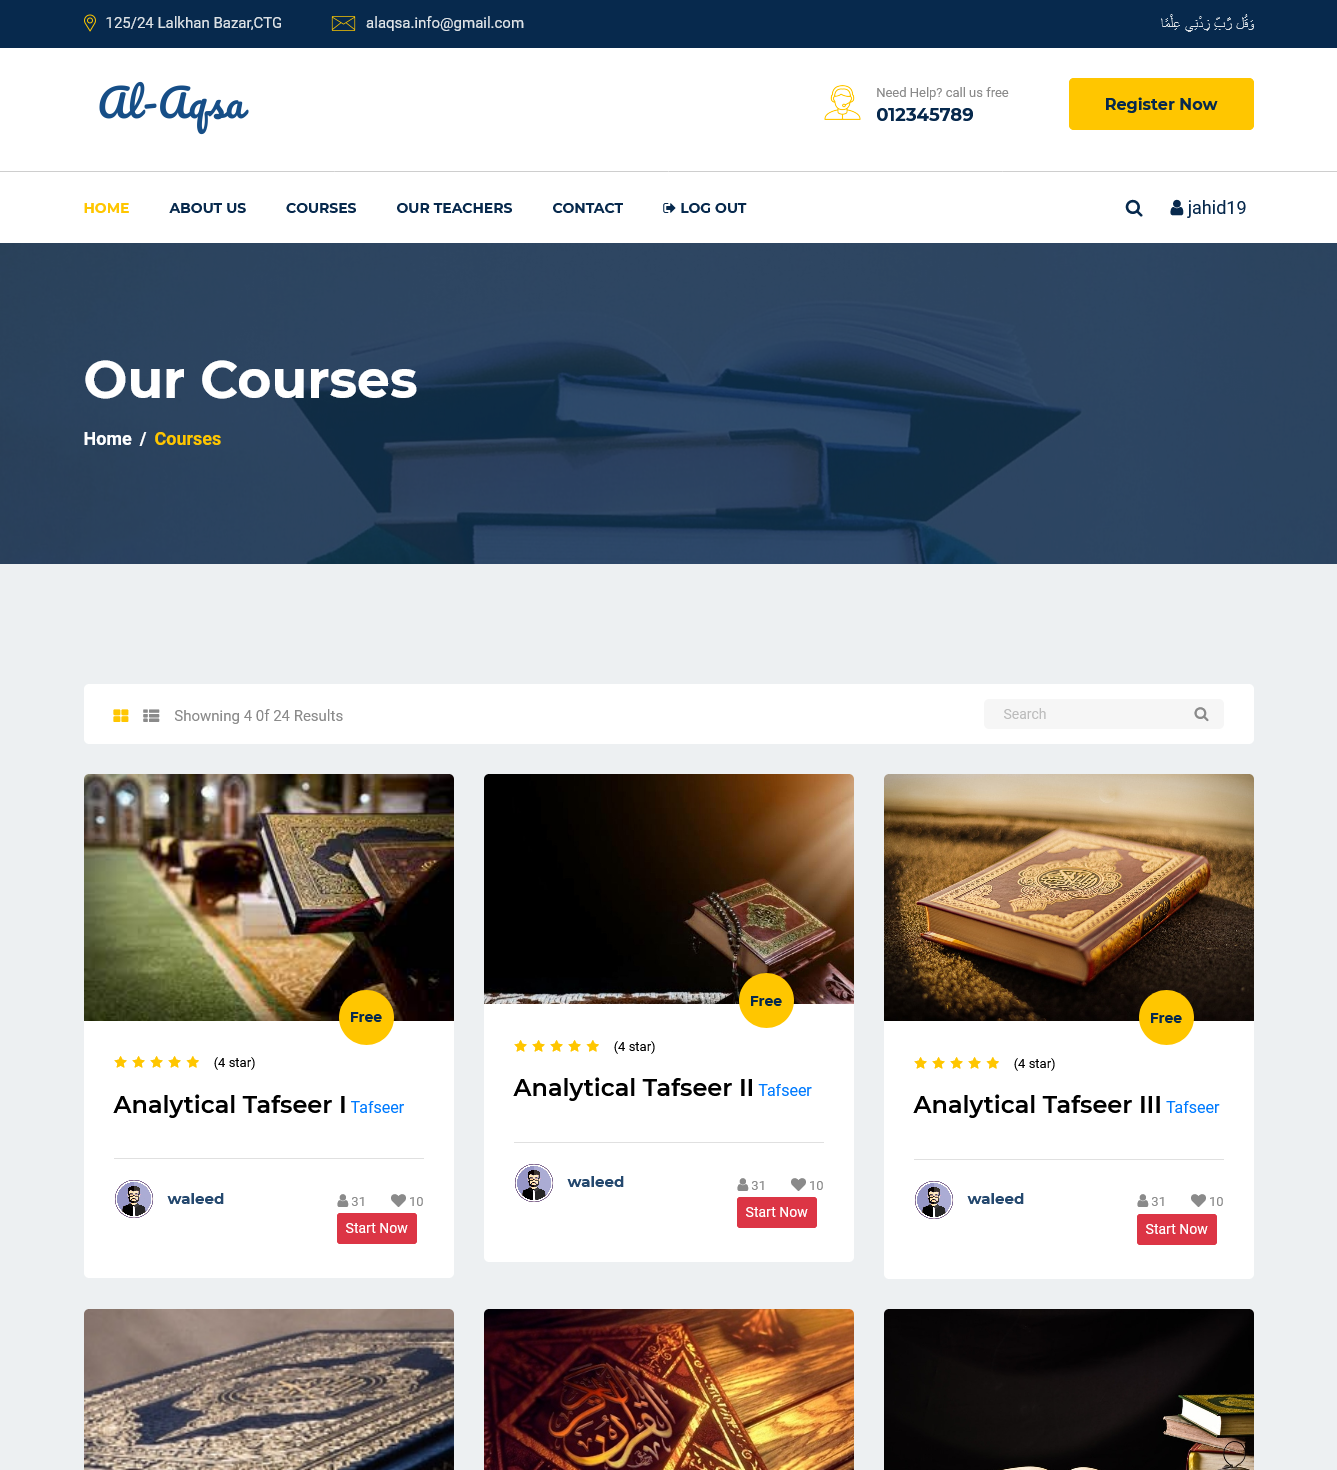 125/24 Lalkhan Bazar,CTG
alaqsa.info@gmail.com
وَقُل رَّبِّ زِدْنِي عِلْمًا
Al-Aqsa
Need Help? call us free
012345789
Register Now
HOME
ABOUT US
COURSES
OUR TEACHERS
CONTACT
LOG OUT
jahid19
Our Courses
Home / Courses
Showning 4 0f 24 Results
Search
Free
(4 star)
Analytical Tafseer I Tafseer
waleed
31
10
Start Now
Free
(4 star)
Analytical Tafseer II Tafseer
waleed
31
10
Start Now
Free
(4 star)
Analytical Tafseer III Tafseer
waleed
31
10
Start Now